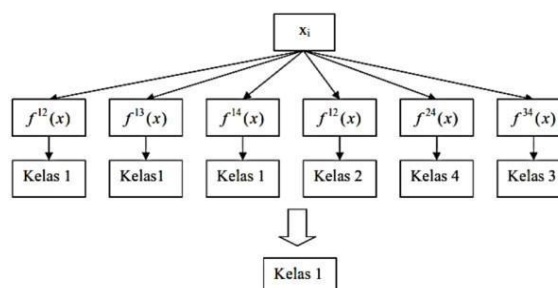 xᵢ
f¹²(x) f¹³(x) f¹⁴(x) f¹²(x) f²⁴(x) f³⁴(x)
Kelas 1 Kelas1 Kelas 1 Kelas 2 Kelas 4 Kelas 3
Kelas 1